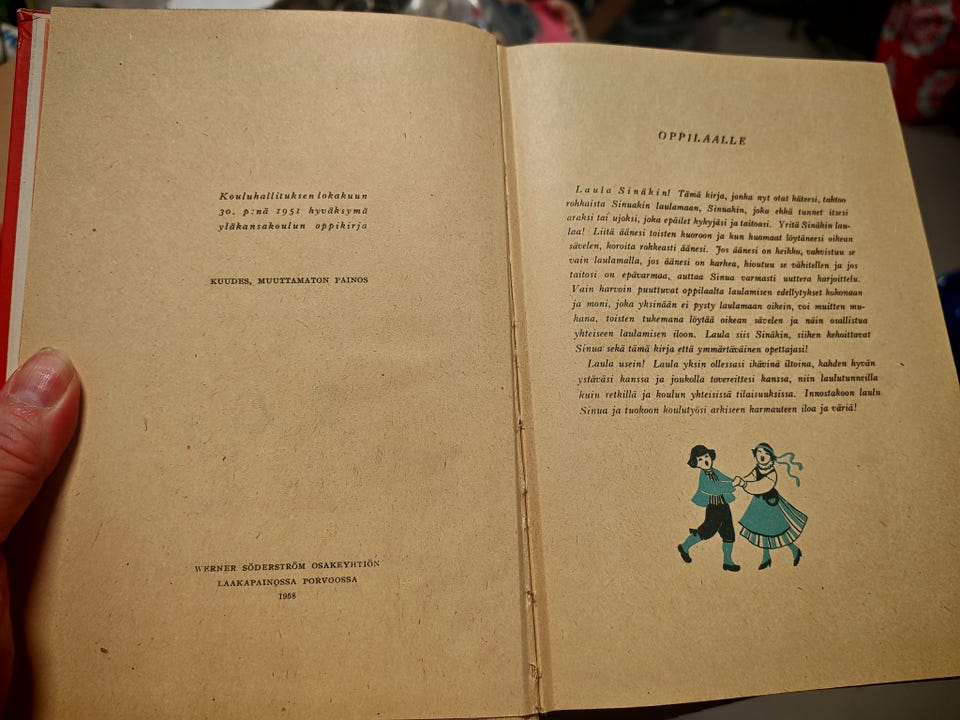 Kouluhallituksen lokakuun
30. p:nä 1951 hyväksymä
yläkansakoulun oppikirja
KUUDES, MUUTTAMATON PAINOS
WERNER SÖDERSTRÖM OSAKEYHTIÖN
LAAKAPAINOSSA PORVOOSSA
1958
OPPILAALLE
Laula Sinäkin! Tämä kirja, jonka nyt otat käteesi, tahtoo
rohkaista Sinuakin laulamaan, Sinuakin, joka ehkä tunnet itsesi
araksi tai ujoksi, joka epäilet kykyjäsi ja taitoasi. Yritä Sinäkin lau-
laa! Liitä äänesi toisten kuoroon ja kun huomaat löytäneesi oikean
sävelen, koroita rohkeasti äänesi. Jos äänesi on heikko, vahvistuu se
vain laulamalla, jos äänesi on karkea, hioutuu se vähitellen ja jos
taitosi on epävarmaa, auttaa Sinua varmasti uuttera harjoittelu.
Vain harvoin puuttuvat oppilaalta laulamisen edellytykset kokonaan
ja moni, joka yksinään ei pysty laulamaan oikein, voi muitten mu-
kana, toisten tukemana löytää oikean sävelen ja näin osallistua
yhteiseen laulamisen iloon. Laula siis Sinäkin, siihen kehoittavat
Sinua sekä tämä kirja että ymmärtäväinen opettajasi!
Laula usein! Laula yksin ollessasi ikävinä iltoina, kahden hyvän
ystäväsi kanssa ja joukolla tovereittesi kanssa, niin laulutunneilla
kuin retkillä ja koulun yhteisissä tilaisuuksissa. Innostakoon laulu
Sinua ja tuokoon koulutyösi arkiseen harmauteen iloa ja väriä!